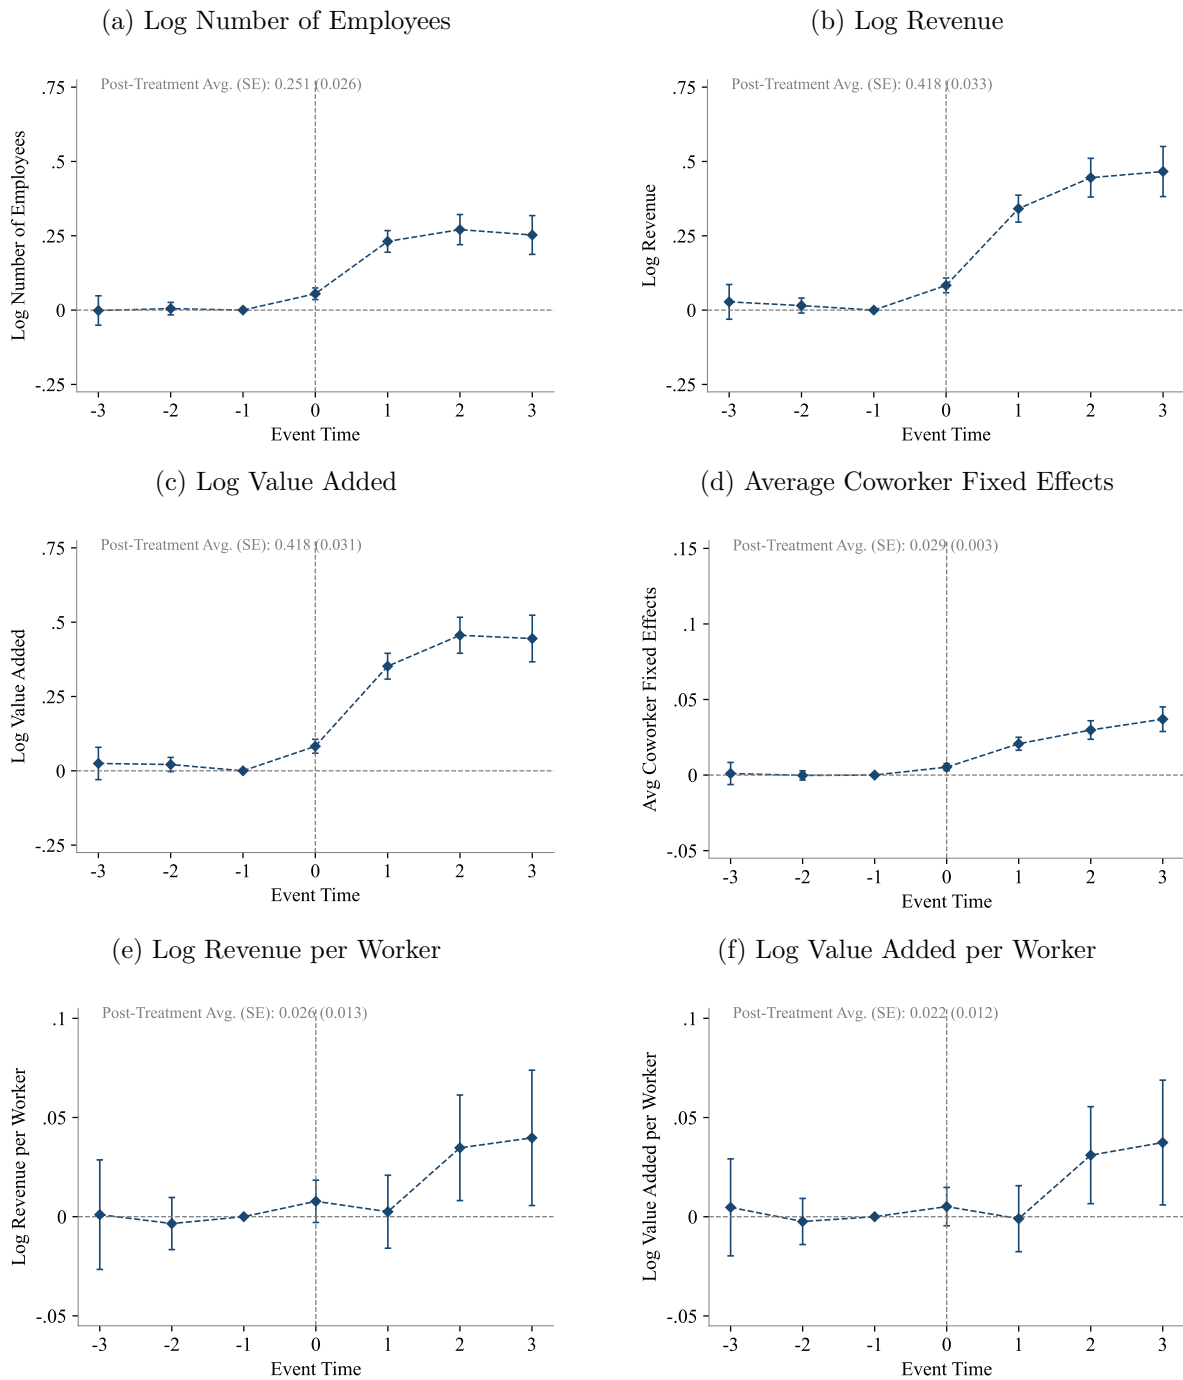 (a) Log Number of Employees
Post-Treatment Avg. (SE): 0.251 (0.026)
Log Number of Employees
.75
.5
.25
0
-.25
-3 -2 -1 0 1 2 3
Event Time
(b) Log Revenue
Post-Treatment Avg. (SE): 0.418 (0.033)
Log Revenue
.75
.5
.25
0
-.25
-3 -2 -1 0 1 2 3
Event Time
(c) Log Value Added
Post-Treatment Avg. (SE): 0.418 (0.031)
Log Value Added
.75
.5
.25
0
-.25
-3 -2 -1 0 1 2 3
Event Time
(d) Average Coworker Fixed Effects
Post-Treatment Avg. (SE): 0.029 (0.003)
Avg Coworker Fixed Effects
.15
.1
.05
0
-.05
-3 -2 -1 0 1 2 3
Event Time
(e) Log Revenue per Worker
Post-Treatment Avg. (SE): 0.026 (0.013)
Log Revenue per Worker
.1
.05
0
-.05
-3 -2 -1 0 1 2 3
Event Time
(f) Log Value Added per Worker
Post-Treatment Avg. (SE): 0.022 (0.012)
Log Value Added per Worker
.1
.05
0
-.05
-3 -2 -1 0 1 2 3
Event Time